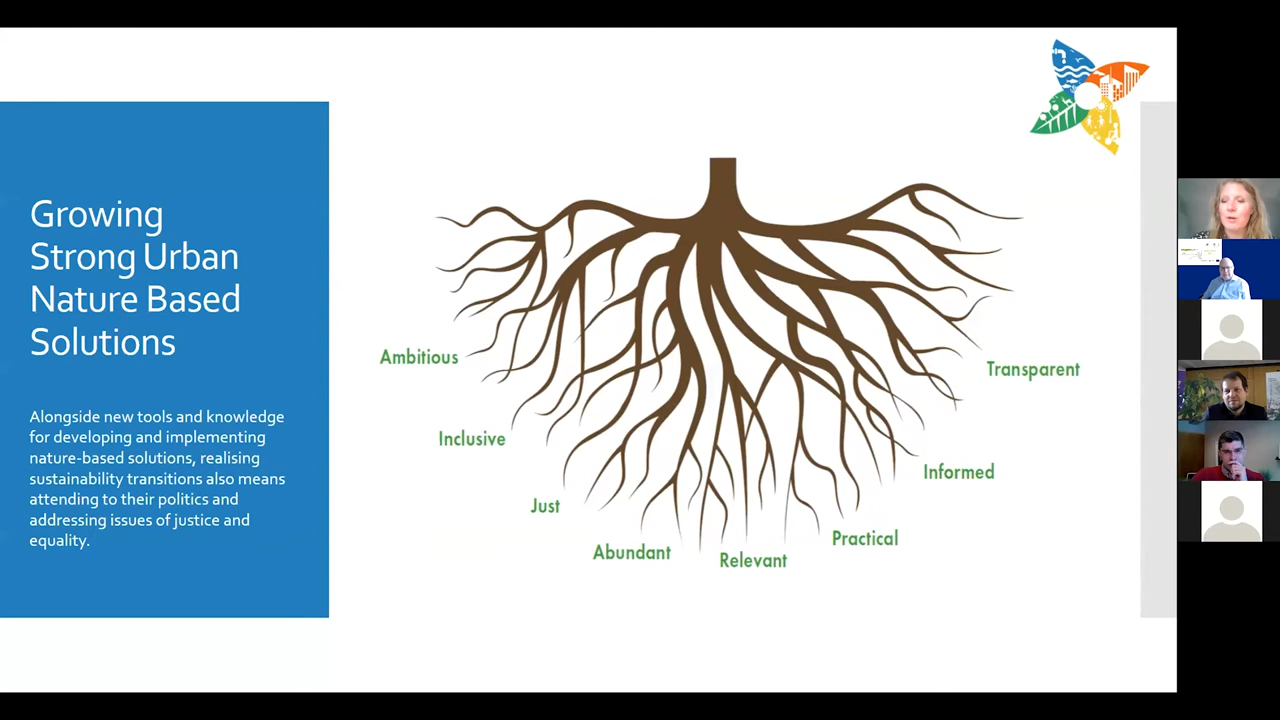 Growing
Strong Urban
Nature Based
Solutions
Alongside new tools and knowledge
for developing and implementing
nature-based solutions, realising
sustainability transitions also means
attending to their politics and
addressing issues of justice and
equality.
Ambitious
Inclusive
Just
Abundant
Relevant
Practical
Informed
Transparent